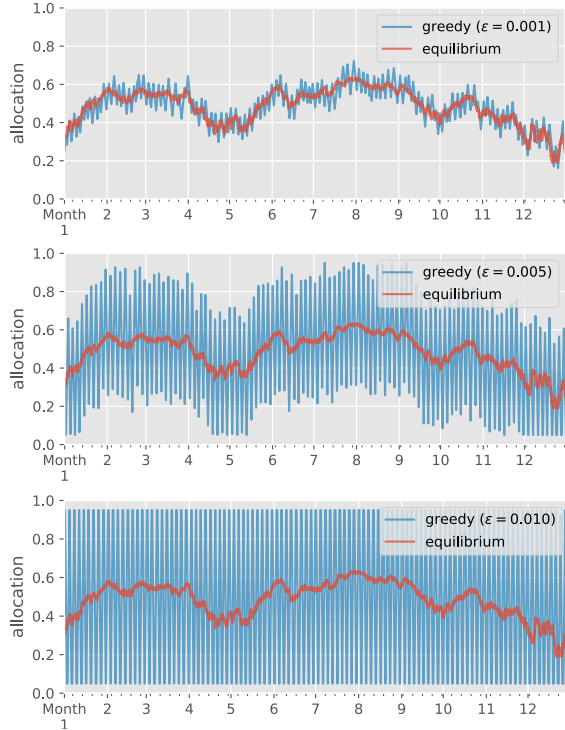 1.0
greedy (ε = 0.001)
equilibrium
0.8
0.6
0.4
0.2
0.0
allocation
Month 2 3 4 5 6 7 8 9 10 11 12
1
1.0
greedy (ε = 0.005)
equilibrium
0.8
0.6
0.4
0.2
0.0
allocation
Month 2 3 4 5 6 7 8 9 10 11 12
1
1.0
greedy (ε = 0.010)
equilibrium
0.8
0.6
0.4
0.2
0.0
allocation
Month 2 3 4 5 6 7 8 9 10 11 12
1